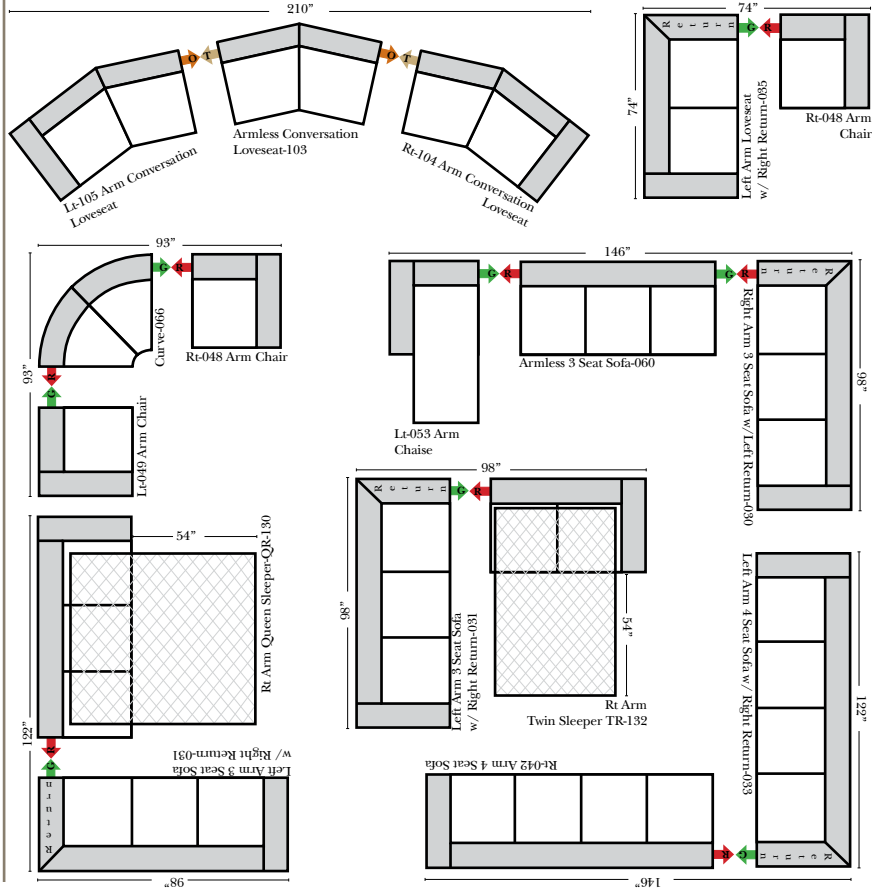 210”
O T
O T
Lt-105 Arm Conversation
Loveseat
Armless Conversation
Loveseat-103
Rt-104 Arm Conversation
Loveseat
74”
74”
Return
G R
Left Arm Loveseat
w/ Right Return-035
Rt-048 Arm
Chair
93”
93”
G R
Curve-066
Rt-048 Arm Chair
R
G
Lt-049 Arm Chair
146”
G R
G R
Return
Lt-053 Arm
Chaise
Armless 3 Seat Sofa-060
Right Arm 3 Seat Sofa w/Left Return-030
98”
122”
54”
Rt Arm Queen Sleeper-QR-130
R
G
Return
Left Arm 3 Seat Sofa
w/ Right Return-031
98”
98”
98”
Return
G R
Left Arm 3 Seat Sofa
w/ Right Return-031
54”
Rt Arm
Twin Sleeper TR-132
Left Arm 4 Seat Sofa w/ Right Return-033
122”
Rt-042 Arm 4 Seat Sofa
R G
Return
146”